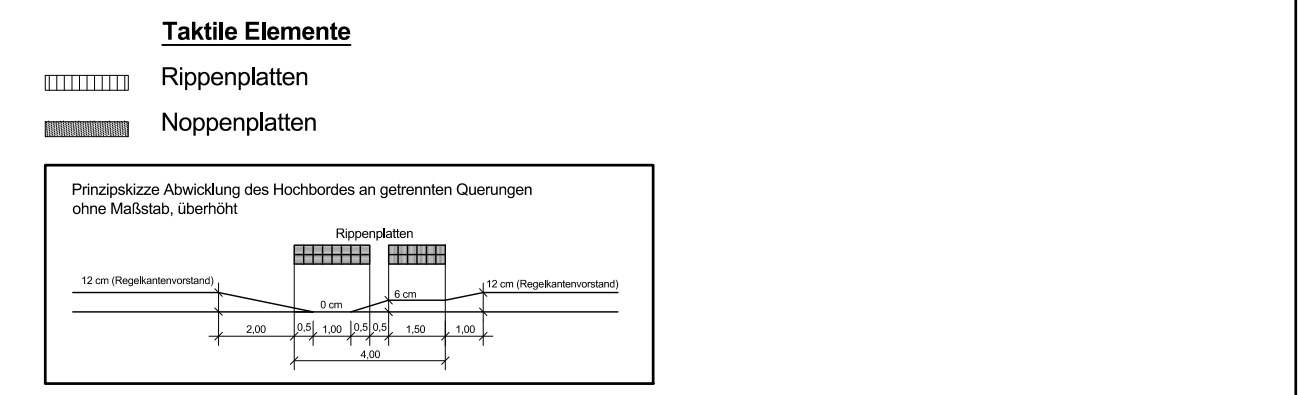 Taktile Elemente
Rippenplatten
Noppenplatten
Prinzipskizze Abwicklung des Hochbordes an getrennten Querungen
ohne Maßstab, überhöht
Rippenplatten
12 cm (Regelkantenvorstand)
12 cm (Regelkantenvorstand)
6 cm
0 cm
2,00 0,5 1,00 0,5 0,5 1,50 1,00
4,00